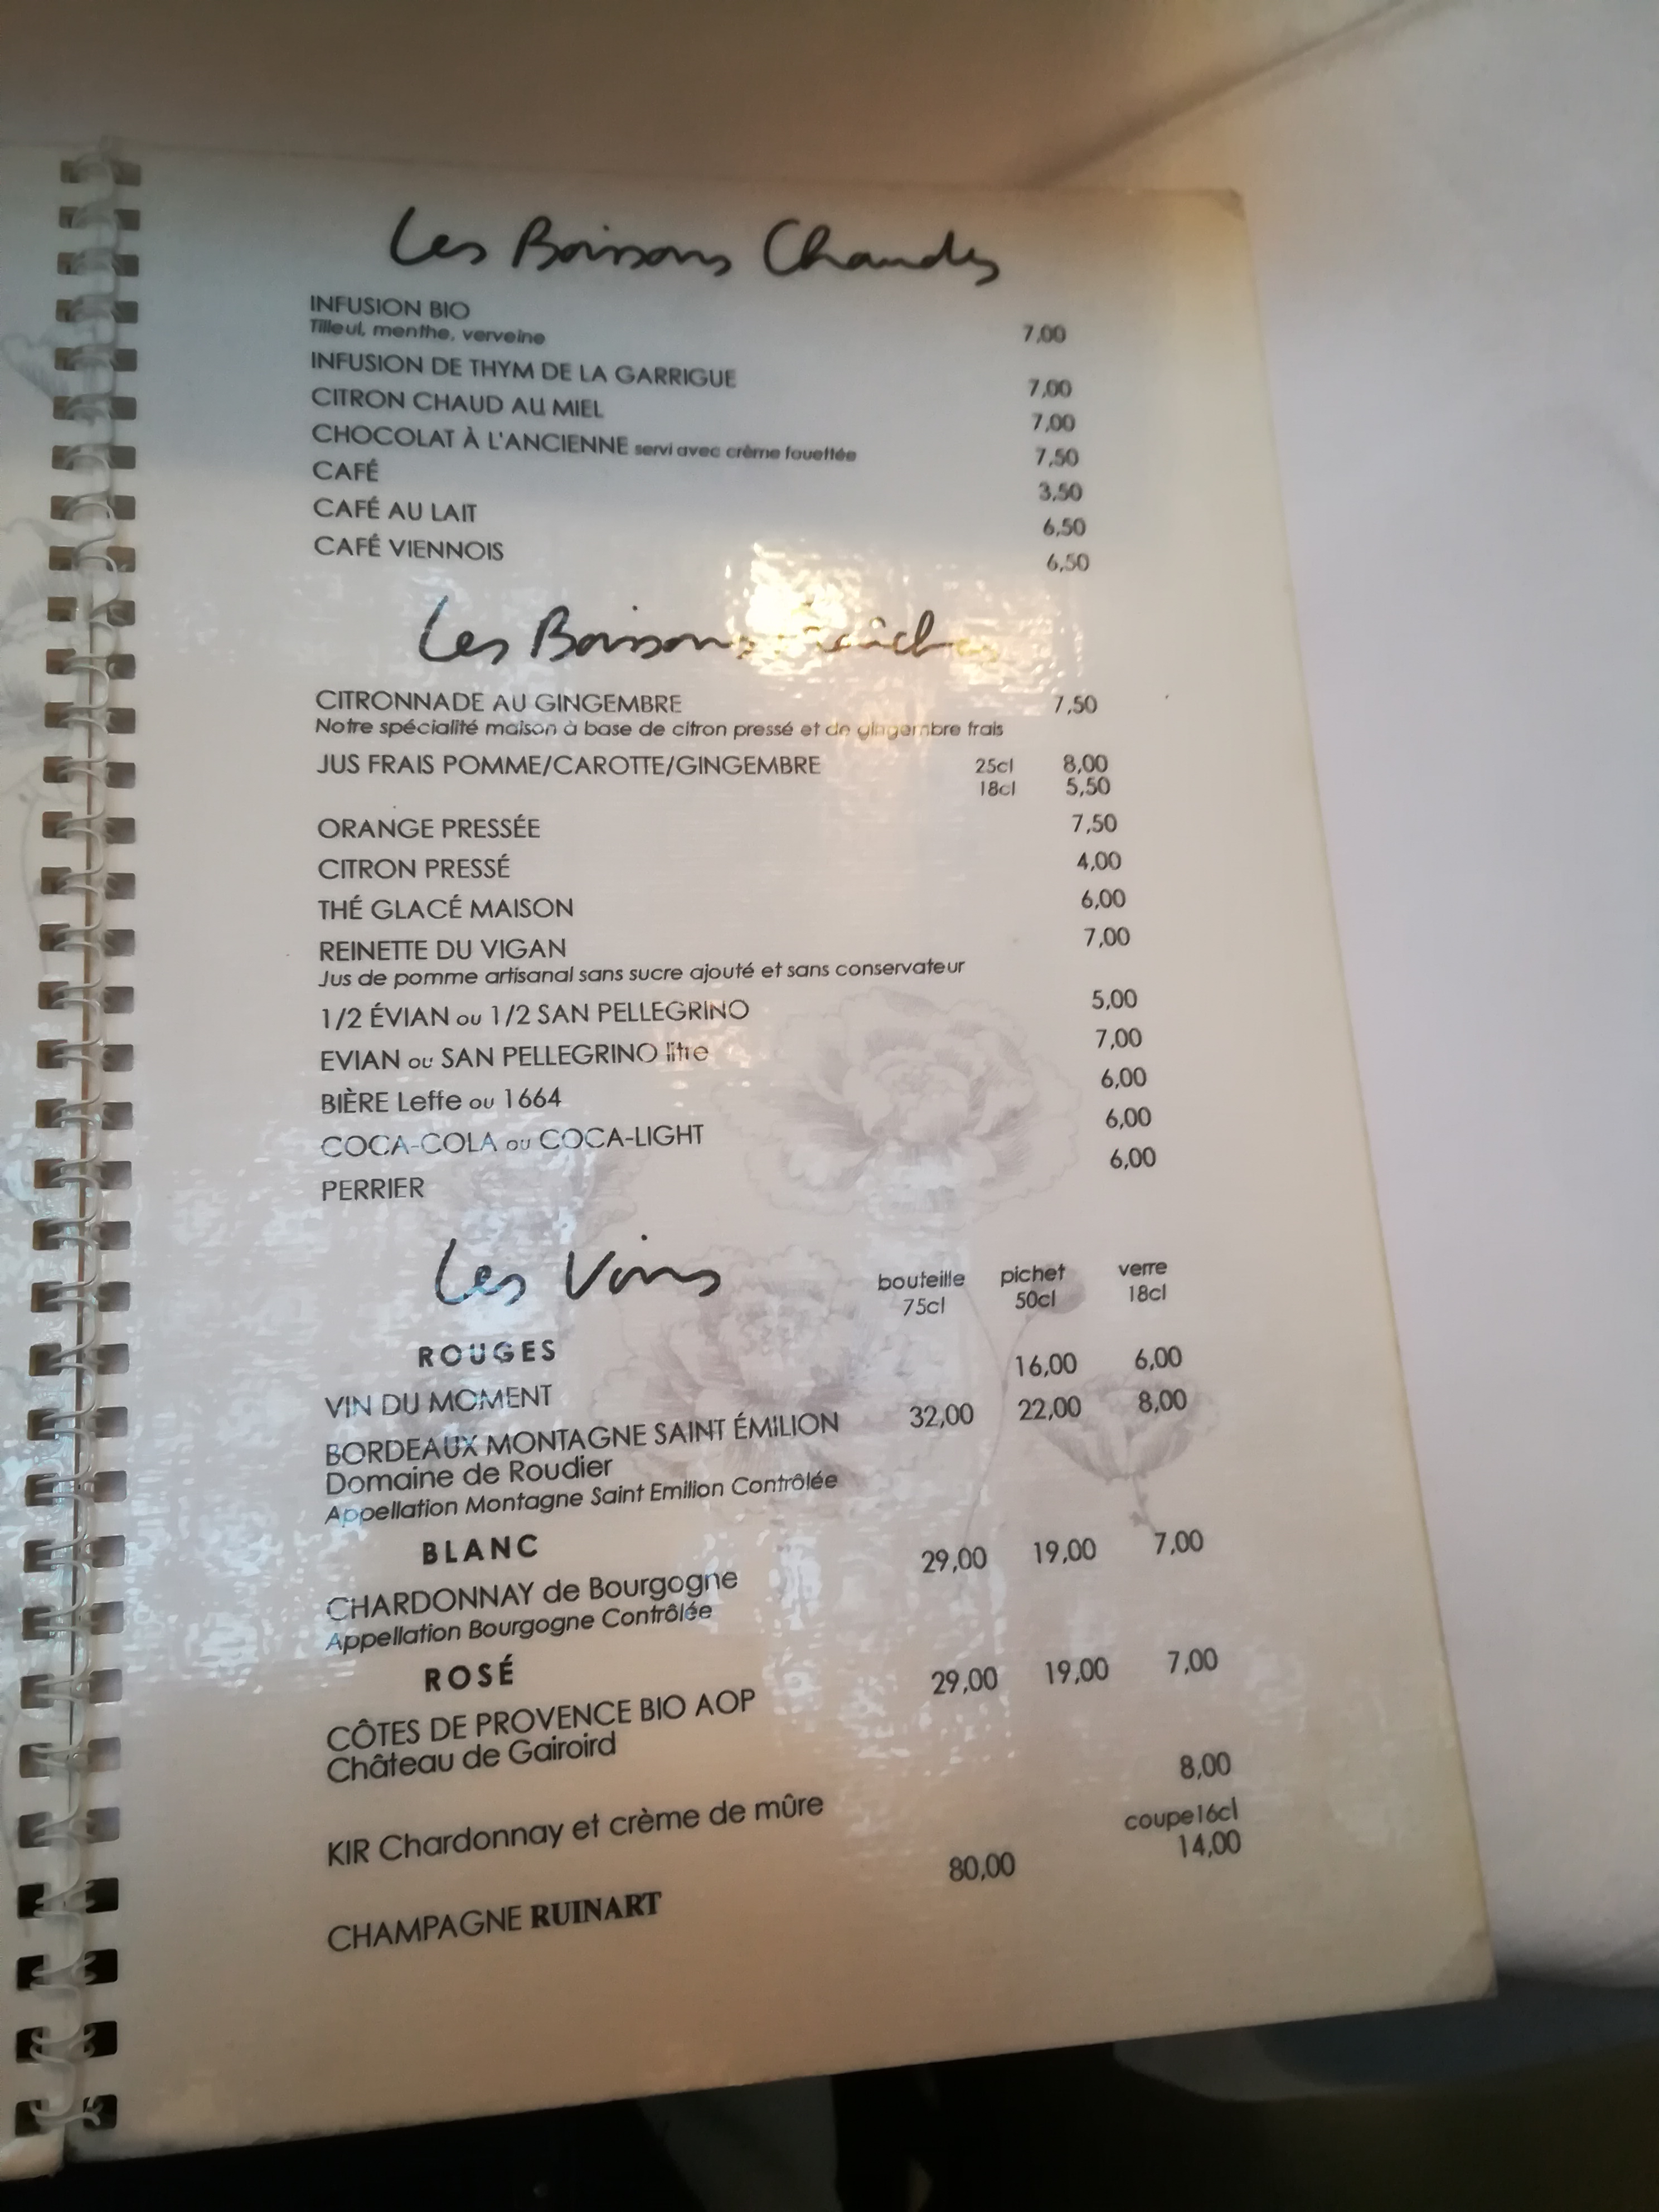 Les Boissons Chaudes
INFUSION BIO
Tilleul, menthe, verveine 7,00
INFUSION DE THYM DE LA GARRIGUE 7,00
CITRON CHAUD AU MIEL 7,00
CHOCOLAT À L'ANCIENNE servi avec crème fouettée 7,50
CAFÉ 3,50
CAFÉ AU LAIT 6,50
CAFÉ VIENNOIS 6,50
Les Boissons Fraîches
CITRONNADE AU GINGEMBRE 7,50
Notre spécialité maison à base de citron pressé et de gingembre frais
JUS FRAIS POMME/CAROTTE/GINGEMBRE 25cl 8,00
18cl 5,50
ORANGE PRESSÉE 7,50
CITRON PRESSÉ 4,00
THÉ GLACÉ MAISON 6,00
REINETTE DU VIGAN 7,00
Jus de pomme artisanal sans sucre ajouté et sans conservateur
1/2 ÉVIAN ou 1/2 SAN PELLEGRINO 5,00
EVIAN ou SAN PELLEGRINO litre 7,00
BIÈRE Leffe ou 1664 6,00
COCA-COLA ou COCA-LIGHT 6,00
PERRIER 6,00
Les Vins bouteille pichet verre
75cl 50cl 18cl
ROUGES
VIN DU MOMENT 16,00 6,00
BORDEAUX MONTAGNE SAINT ÉMILION 32,00 22,00 8,00
Domaine de Roudier
Appellation Montagne Saint Emilion Contrôlée
BLANC
CHARDONNAY de Bourgogne 29,00 19,00 7,00
Appellation Bourgogne Contrôlée
ROSÉ
CÔTES DE PROVENCE BIO AOP 29,00 19,00 7,00
Château de Gairoird
KIR Chardonnay et crème de mûre 8,00
coupe16cl
CHAMPAGNE RUINART 80,00 14,00